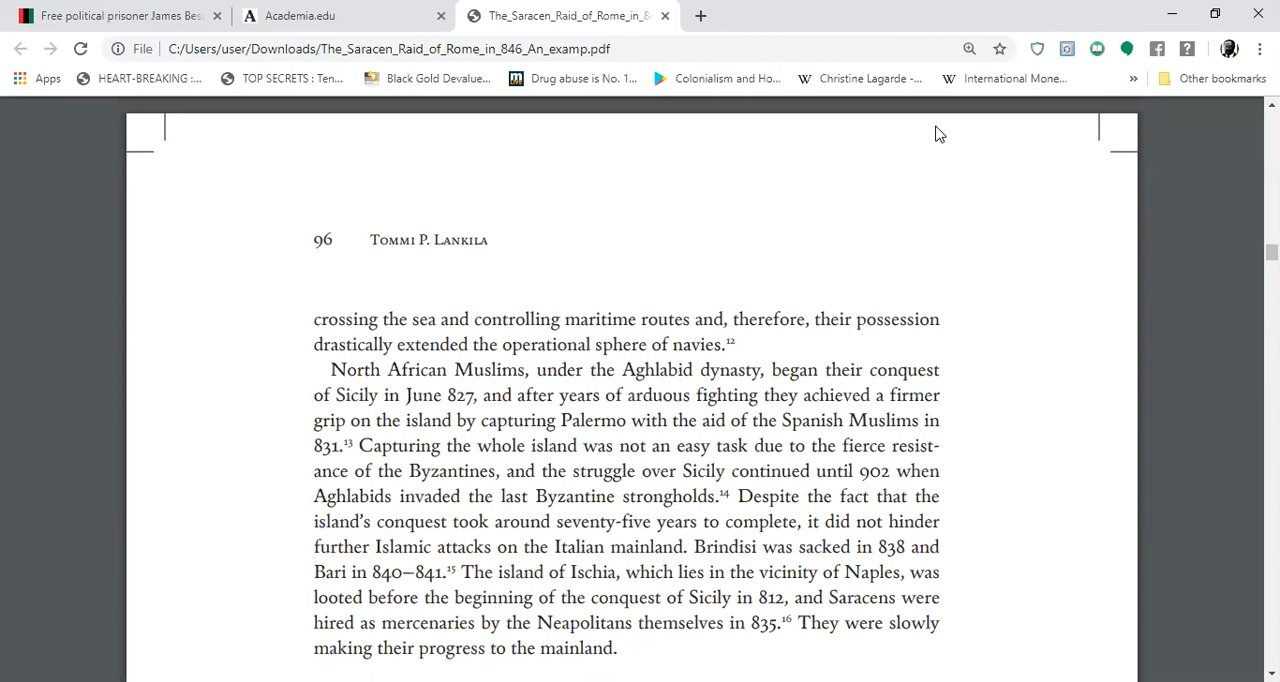 Free political prisoner James Bes
Academia.edu
The_Saracen_Raid_of_Rome_in_84
File
C:/Users/user/Downloads/The_Saracen_Raid_of_Rome_in_846_An_examp.pdf
Apps
HEART-BREAKING :...
TOP SECRETS : Ten...
Black Gold Devalue...
Drug abuse is No. 1...
Colonialism and Ho...
Christine Lagarde -...
International Mone...
»
Other bookmarks
96 Tommi P. Lankila
crossing the sea and controlling maritime routes and, therefore, their possession
drastically extended the operational sphere of navies.12
North African Muslims, under the Aghlabid dynasty, began their conquest
of Sicily in June 827, and after years of arduous fighting they achieved a firmer
grip on the island by capturing Palermo with the aid of the Spanish Muslims in
831.13 Capturing the whole island was not an easy task due to the fierce resist-
ance of the Byzantines, and the struggle over Sicily continued until 902 when
Aghlabids invaded the last Byzantine strongholds.14 Despite the fact that the
island's conquest took around seventy-five years to complete, it did not hinder
further Islamic attacks on the Italian mainland. Brindisi was sacked in 838 and
Bari in 840–841.15 The island of Ischia, which lies in the vicinity of Naples, was
looted before the beginning of the conquest of Sicily in 812, and Saracens were
hired as mercenaries by the Neapolitans themselves in 835.16 They were slowly
making their progress to the mainland.